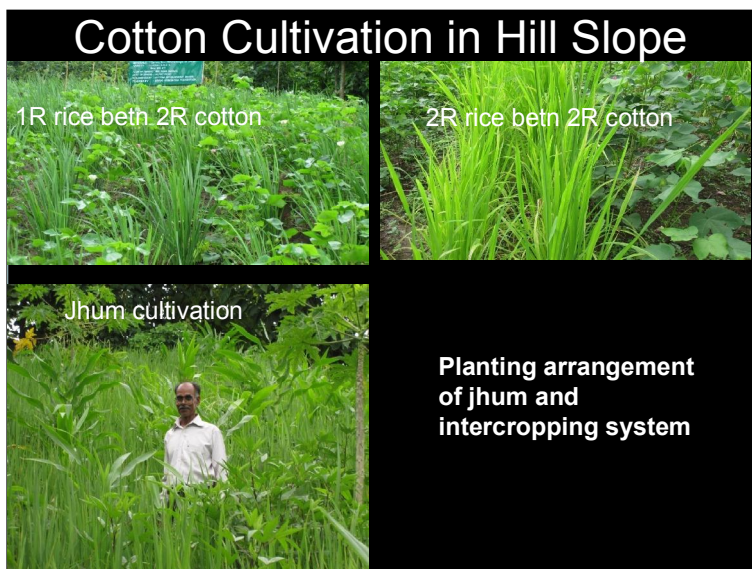 Cotton Cultivation in Hill Slope
1R rice betn 2R cotton
2R rice betn 2R cotton
Jhum cultivation
Planting arrangement
of jhum and
intercropping system